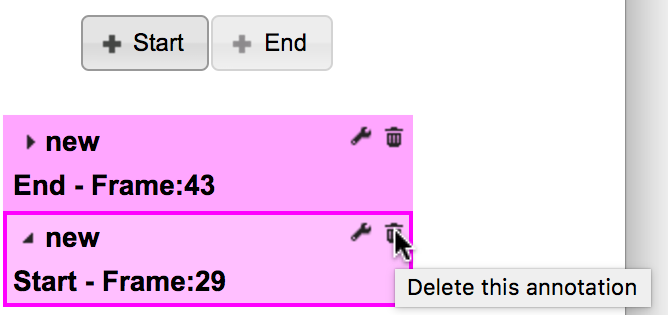 Start End
new
End - Frame:43
new
Start - Frame:29
Delete this annotation